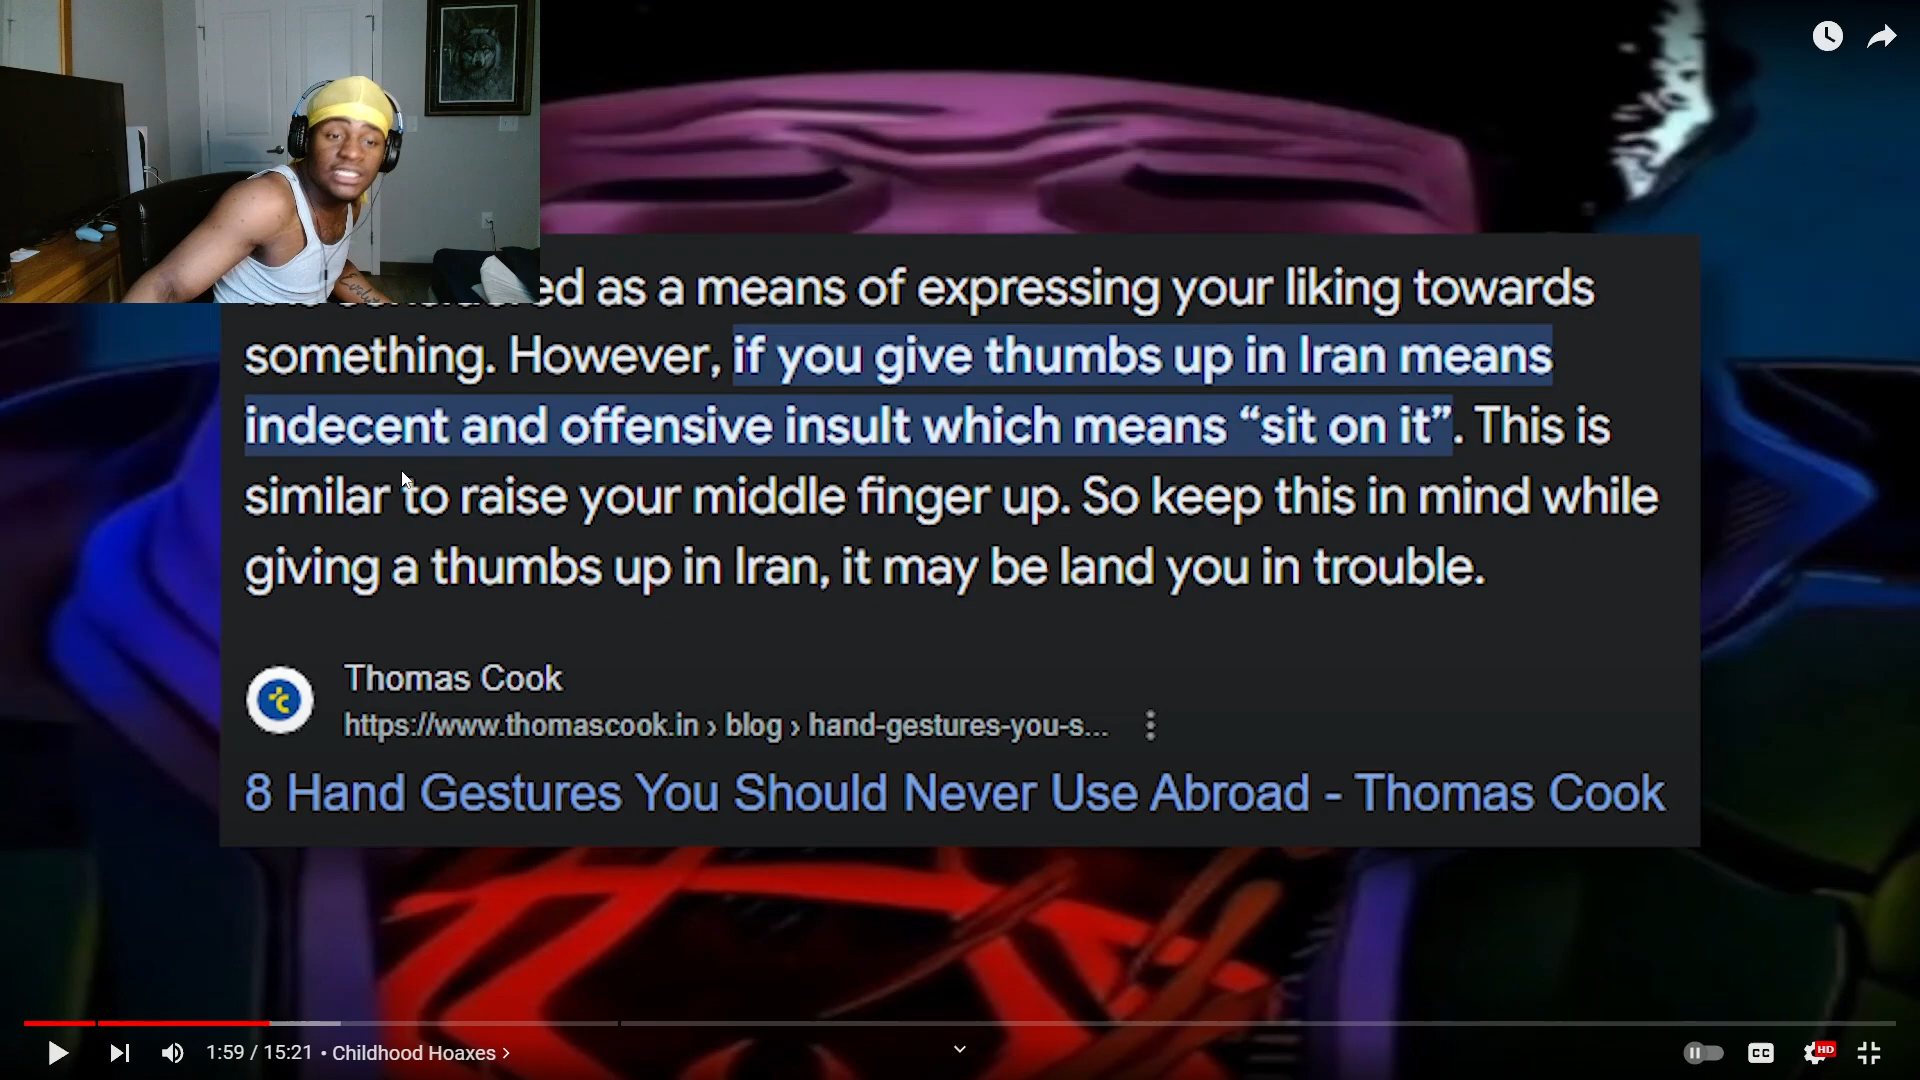 ed as a means of expressing your liking towards
something. However, if you give thumbs up in Iran means
indecent and offensive insult which means “sit on it”. This is
similar to raise your middle finger up. So keep this in mind while
giving a thumbs up in Iran, it may be land you in trouble.
Thomas Cook
https://www.thomascook.in › blog › hand-gestures-you-s...
8 Hand Gestures You Should Never Use Abroad - Thomas Cook
1:59 / 15:21 • Childhood Hoaxes ›
CC
HD